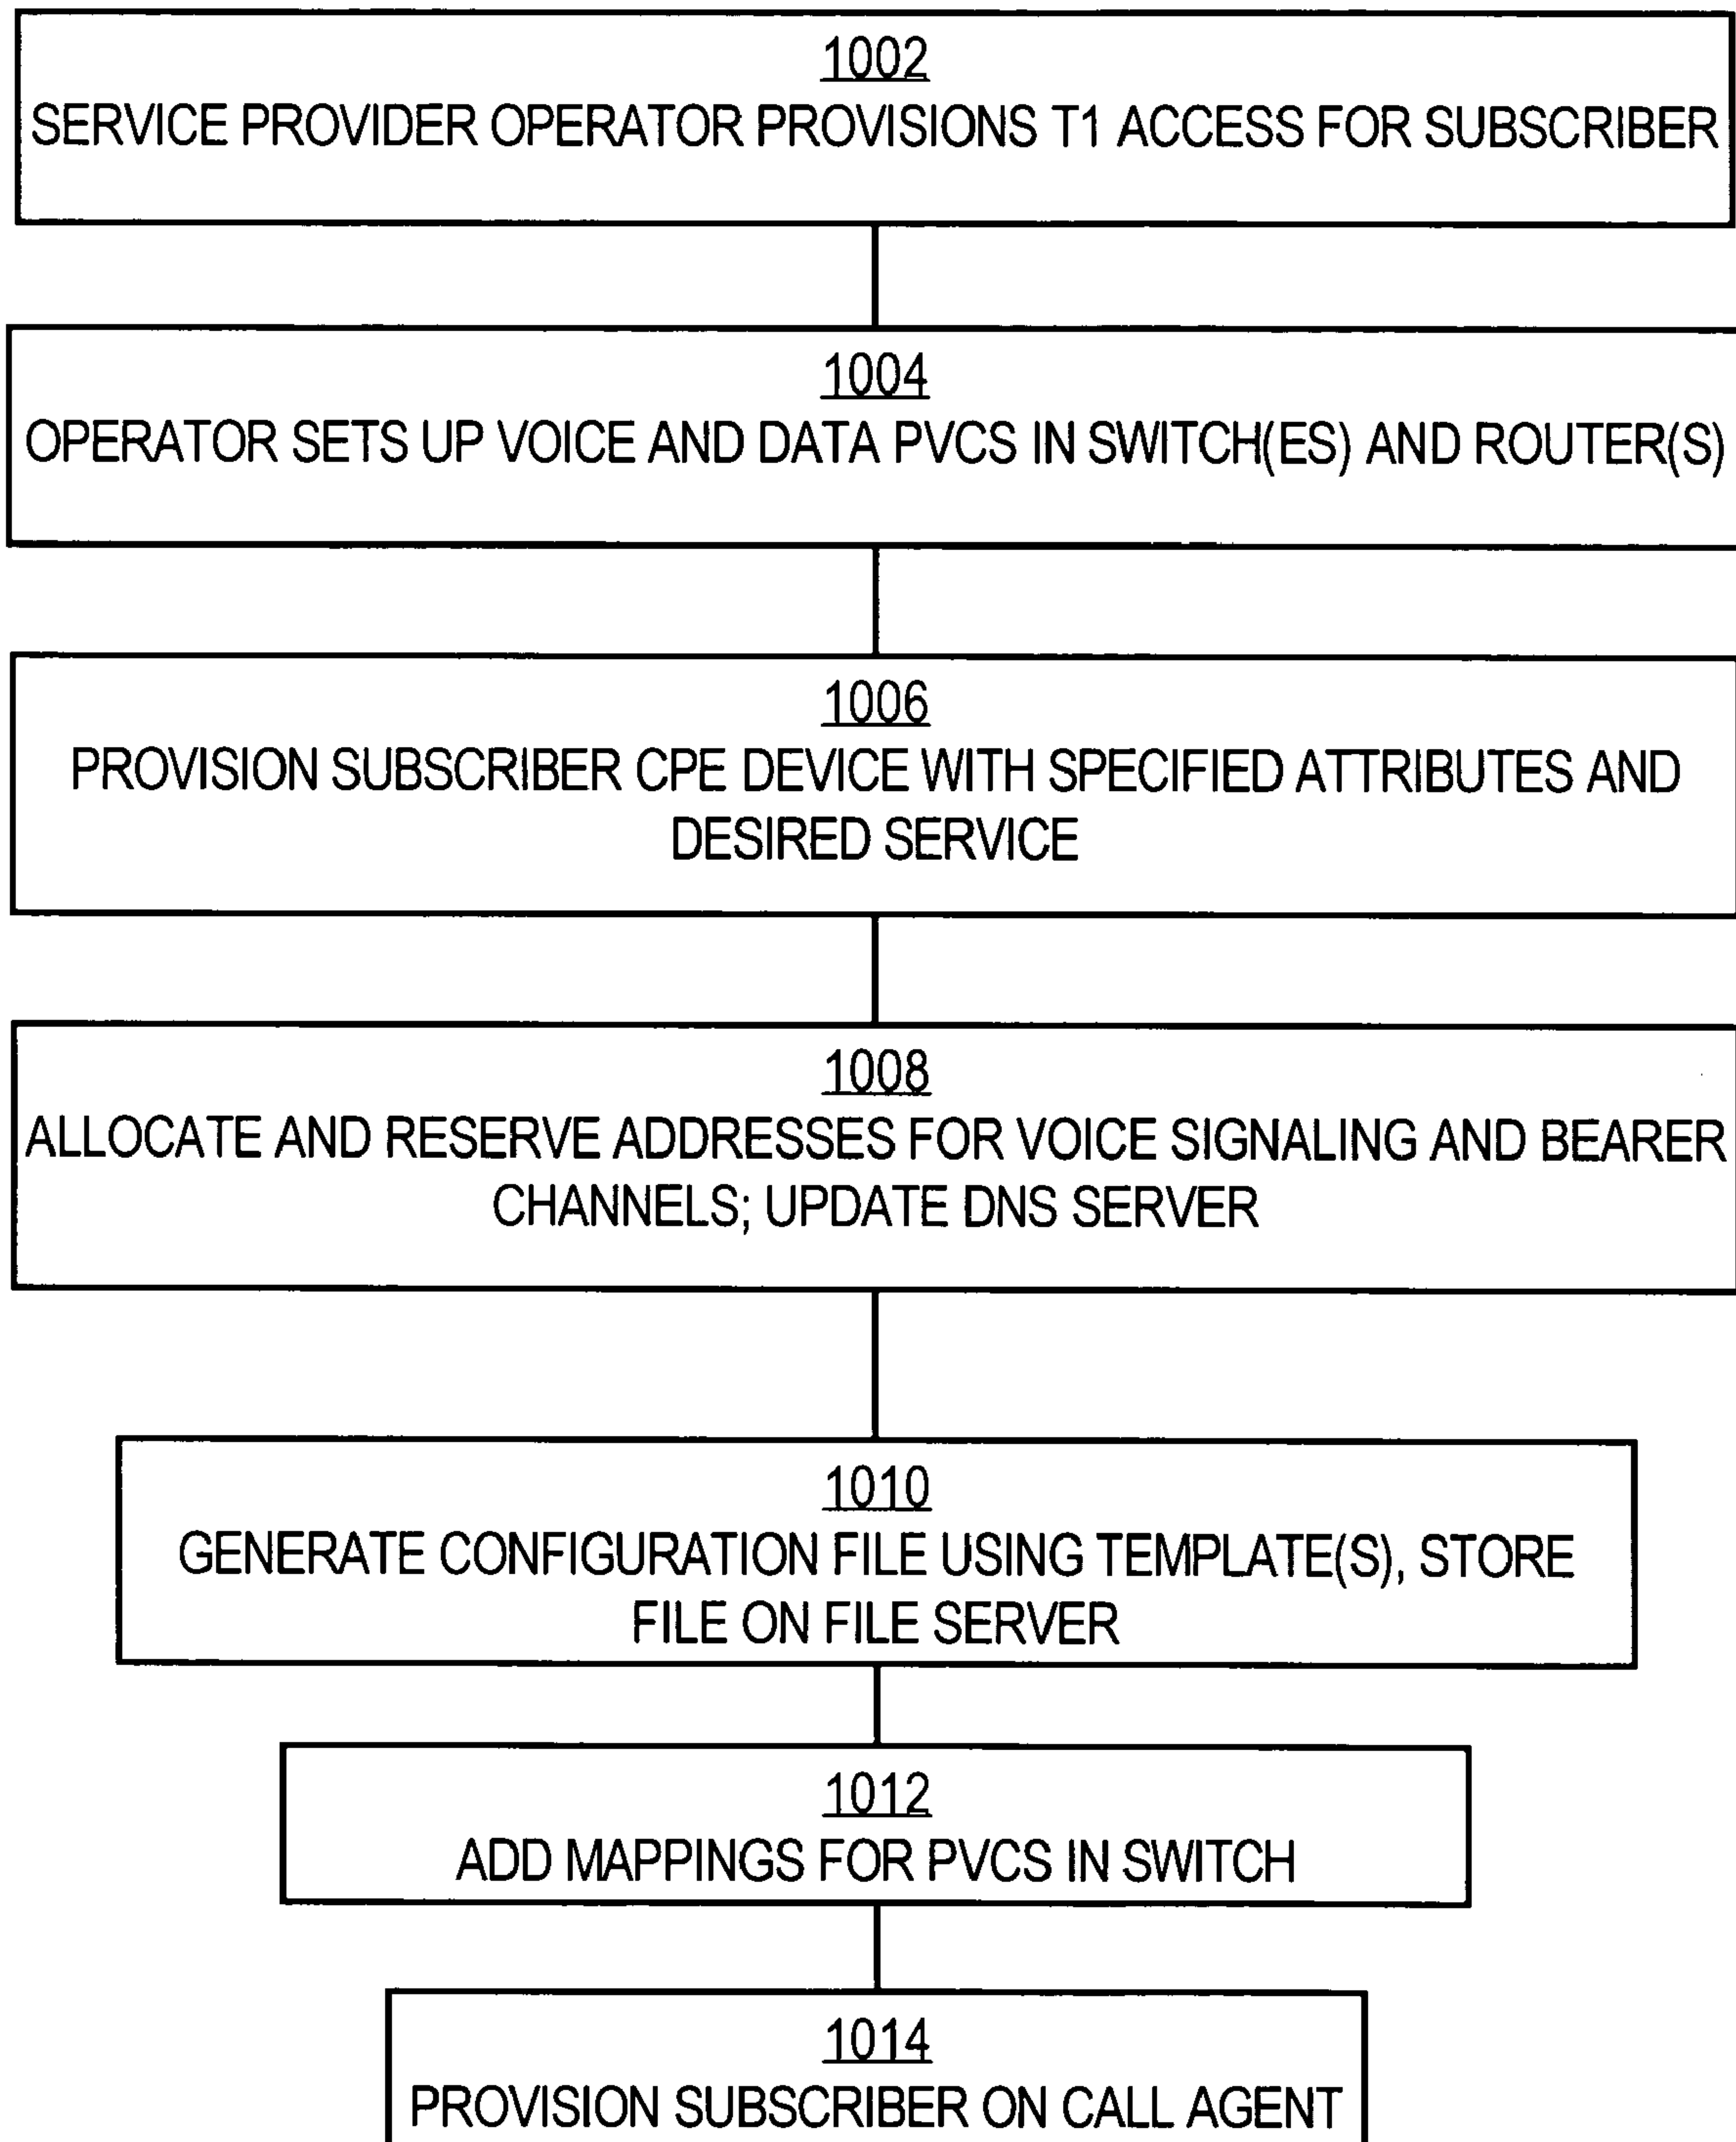 1002
SERVICE PROVIDER OPERATOR PROVISIONS T1 ACCESS FOR SUBSCRIBER
1004
OPERATOR SETS UP VOICE AND DATA PVCS IN SWITCH(ES) AND ROUTER(S)
1006
PROVISION SUBSCRIBER CPE DEVICE WITH SPECIFIED ATTRIBUTES AND
DESIRED SERVICE
1008
ALLOCATE AND RESERVE ADDRESSES FOR VOICE SIGNALING AND BEARER
CHANNELS; UPDATE DNS SERVER
1010
GENERATE CONFIGURATION FILE USING TEMPLATE(S), STORE
FILE ON FILE SERVER
1012
ADD MAPPINGS FOR PVCS IN SWITCH
1014
PROVISION SUBSCRIBER ON CALL AGENT